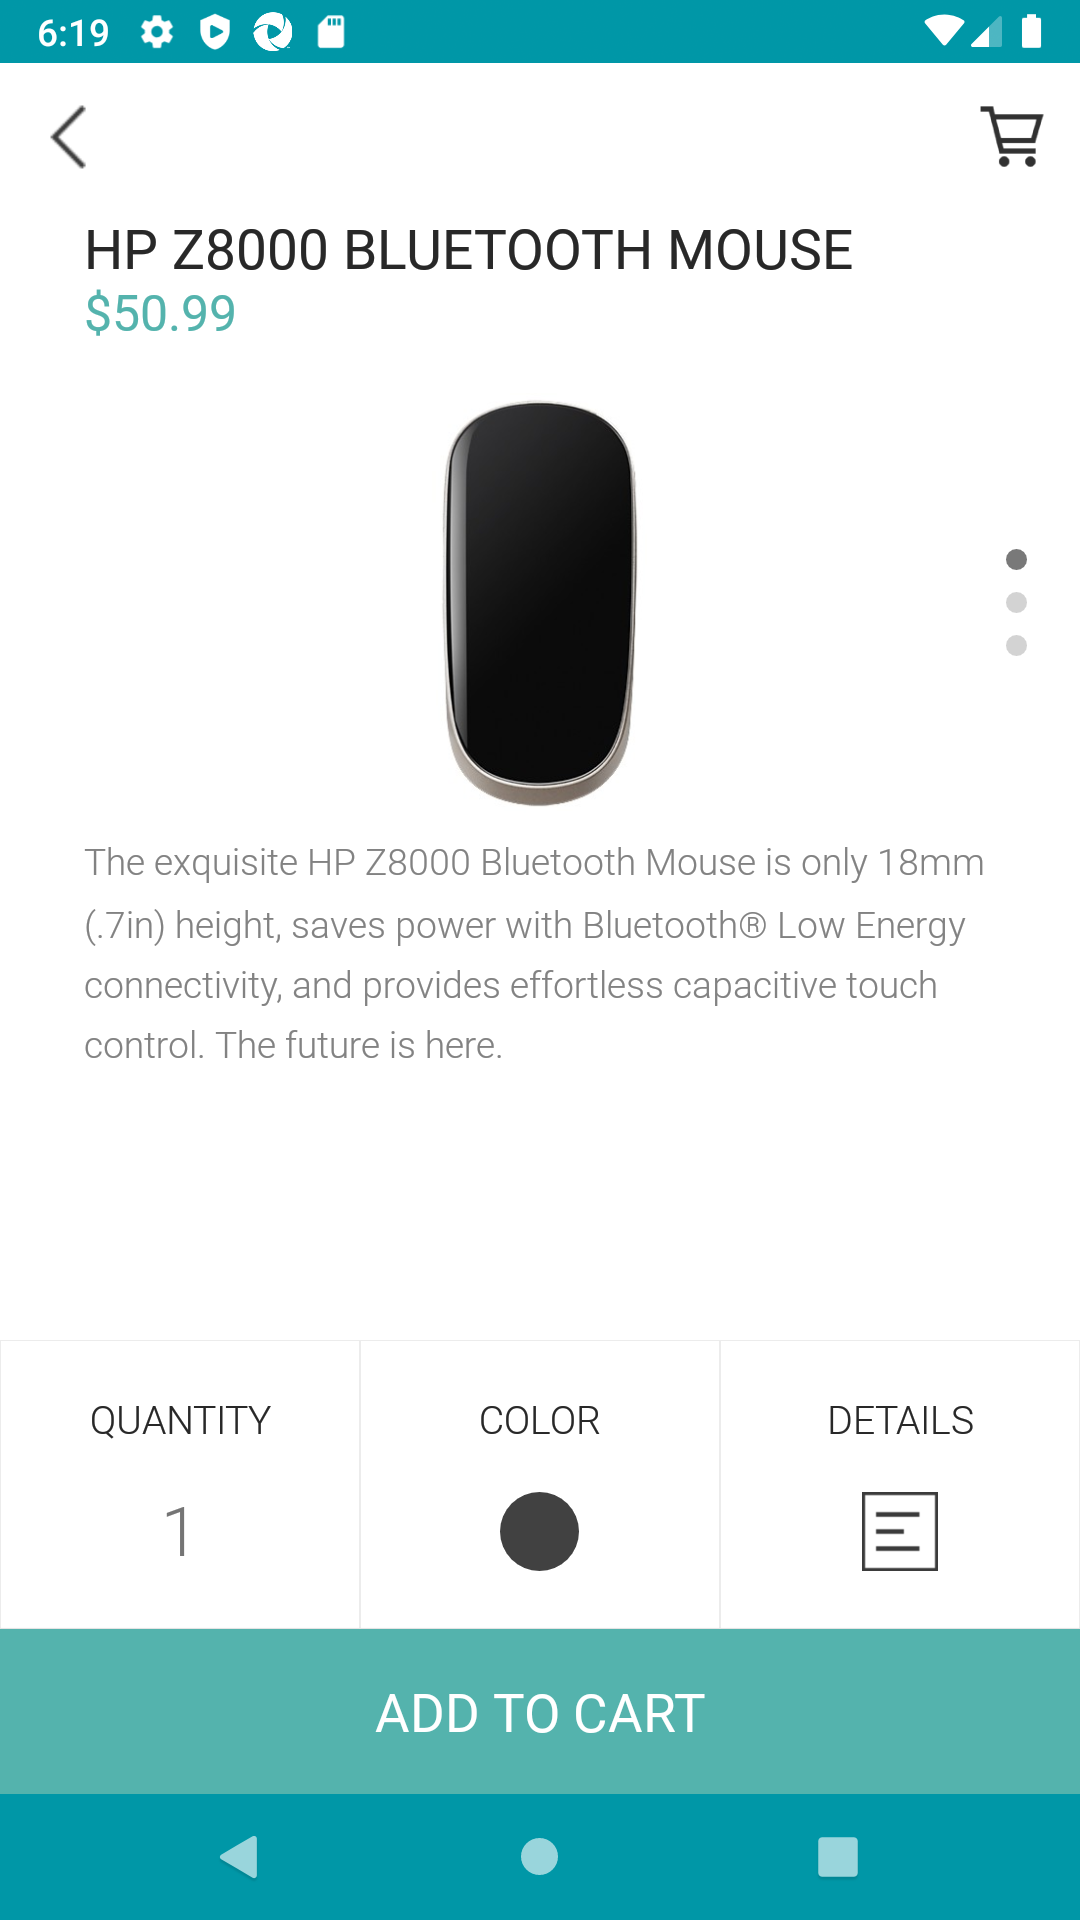 6:19
HP Z8000 BLUETOOTH MOUSE
$50.99
The exquisite HP Z8000 Bluetooth Mouse is only 18mm
(.7in) height, saves power with Bluetooth® Low Energy
connectivity, and provides effortless capacitive touch
control. The future is here.
QUANTITY
COLOR
DETAILS
1
ADD TO CART